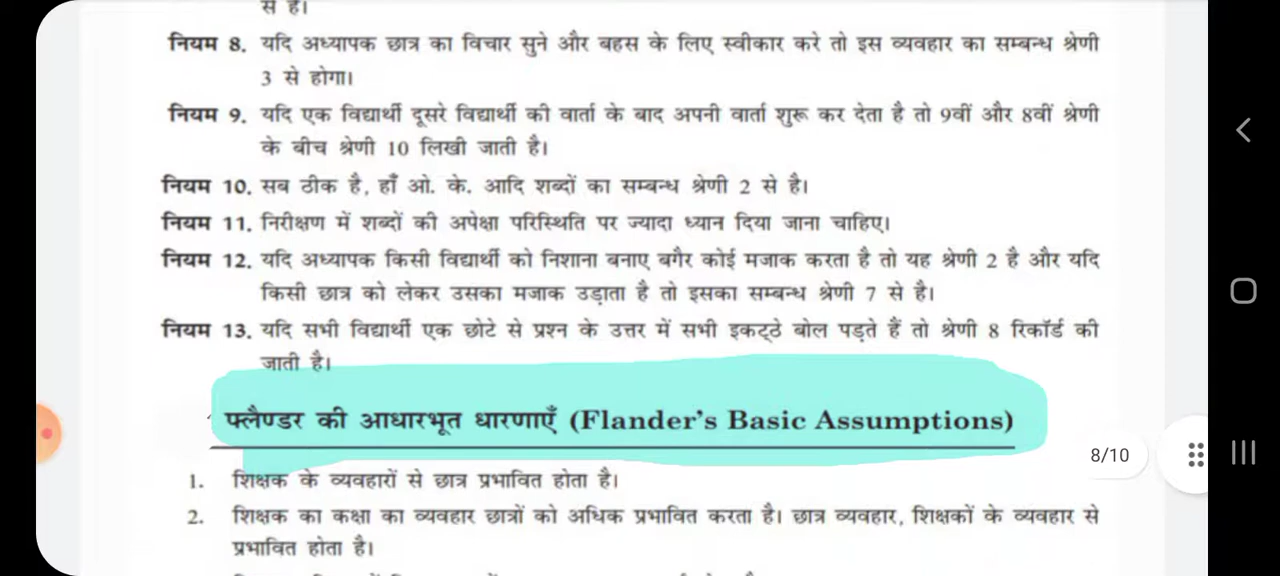 से है।
नियम 8. यदि अध्यापक छात्र का विचार सुने और बहस के लिए स्वीकार करे तो इस व्यवहार का सम्बन्ध श्रेणी
3 से होगा।
नियम 9. यदि एक विद्यार्थी दूसरे विद्यार्थी की वार्ता के बाद अपनी वार्ता शुरू कर देता है तो 9वीं और 8वीं श्रेणी
के बीच श्रेणी 10 लिखी जाती है।
नियम 10. सब ठीक है, हाँ ओ. के. आदि शब्दों का सम्बन्ध श्रेणी 2 से है।
नियम 11. निरीक्षण में शब्दों की अपेक्षा परिस्थिति पर ज्यादा ध्यान दिया जाना चाहिए।
नियम 12. यदि अध्यापक किसी विद्यार्थी को निशाना बनाए बगैर कोई मजाक करता है तो यह श्रेणी 2 है और यदि
किसी छात्र को लेकर उसका मजाक उड़ाता है तो इसका सम्बन्ध श्रेणी 7 से है।
नियम 13. यदि सभी विद्यार्थी एक छोटे से प्रश्न के उत्तर में सभी इकट्ठे बोल पड़ते हैं तो श्रेणी 8 रिकॉर्ड की
जाती है।
फ्लैण्डर की आधारभूत धारणाएँ (Flander's Basic Assumptions)
8/10
1. शिक्षक के व्यवहारों से छात्र प्रभावित होता है।
2. शिक्षक का कक्षा का व्यवहार छात्रों को अधिक प्रभावित करता है। छात्र व्यवहार, शिक्षकों के व्यवहार से
प्रभावित होता है।